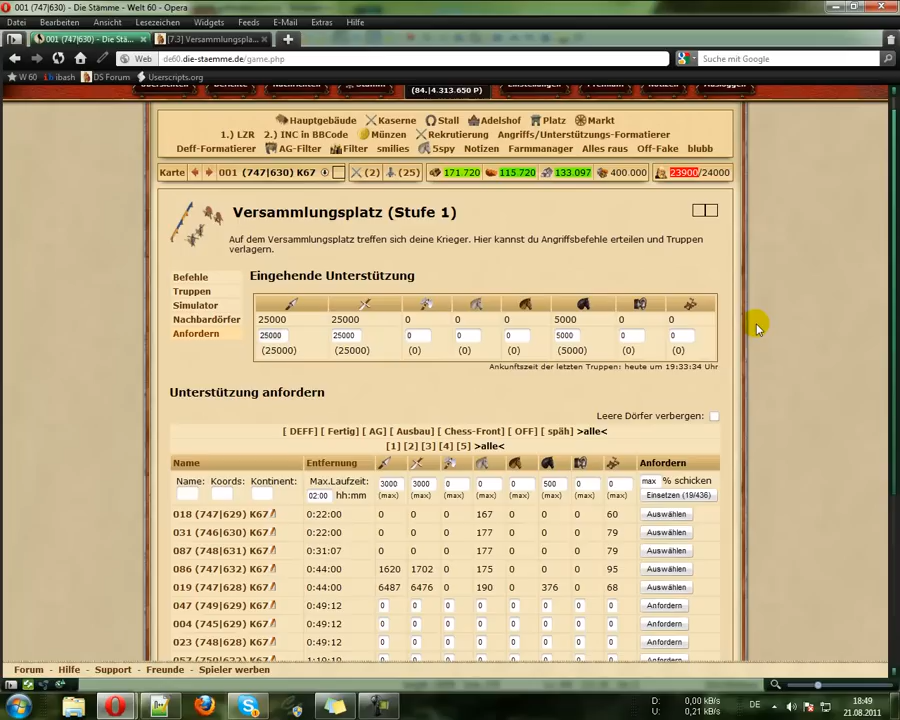 001 (747|630) - Die Stämme - Welt 60 - Opera
Datei Bearbeiten Ansicht Lesezeichen Widgets Feeds E-Mail Extras Hilfe
001 (747|630) - Die Stä... [7.3] Versammlungspla...
Web de60.die-staemme.de/game.php Suchen mit Google
W 60 libash DS Forum Userscripts.org
(84.|4.313.650 P)
Hauptgebäude Kaserne Stall Adelshof Platz Markt
1.) LZR 2.) INC in BBCode Münzen Rekrutierung Angriffs/Unterstützungs-Formatierer
Deff-Formatierer AG-Filter Filter smilies 5spy Notizen Farmmanager Alles raus Off-Fake blubb
Karte 001 (747|630) K67 (2) (25) 171.720 115.720 133.097 400.000 23900/24000
Versammlungsplatz (Stufe 1)
Auf dem Versammlungsplatz treffen sich deine Krieger. Hier kannst du Angriffsbefehle erteilen und Truppen
verlagern.
Befehle
Truppen
Simulator
Nachbardörfer
Anfordern
Eingehende Unterstützung
25000 25000 0 0 0 5000 0 0
25000 25000 0 0 0 5000 0 0
(25000) (25000) (0) (0) (0) (5000) (0) (0)
Ankunftszeit der letzten Truppen: heute um 19:33:34 Uhr
Unterstützung anfordern
Leere Dörfer verbergen:
[ DEFF] [ Fertig] [ AG] [ Ausbau] [ Chess-Front] [ OFF] [ späh] >alle<
[1] [2] [3] [4] [5] >alle<
Name Entfernung Anfordern
Name: Koords: Kontinent: Max.Laufzeit: 3000 3000 0 0 0 500 0 0 max % schicken
02:00 hh:mm (max) (max) (max) (max) (max) (max) (max) (max) Einsetzen (19/436)
018 (747|629) K67 0:22:00 0 0 0 167 0 0 0 60 Auswählen
031 (746|630) K67 0:22:00 0 0 0 177 0 0 0 79 Auswählen
087 (748|631) K67 0:31:07 0 0 0 177 0 0 0 79 Auswählen
086 (747|632) K67 0:44:00 1620 1702 0 175 0 0 0 95 Auswählen
019 (747|628) K67 0:44:00 6487 6476 0 190 0 376 0 68 Auswählen
047 (749|629) K67 0:49:12 0 0 0 0 0 0 0 0 Anfordern
004 (745|629) K67 0:49:12 0 0 0 0 0 0 0 0 Anfordern
023 (748|628) K67 0:49:12 0 0 0 0 0 0 0 0 Anfordern
Forum - Hilfe - Support - Freunde - Spieler werben
D: 0,00 kB/s
U: 0,21 kB/s
DE
18:49
21.08.2011